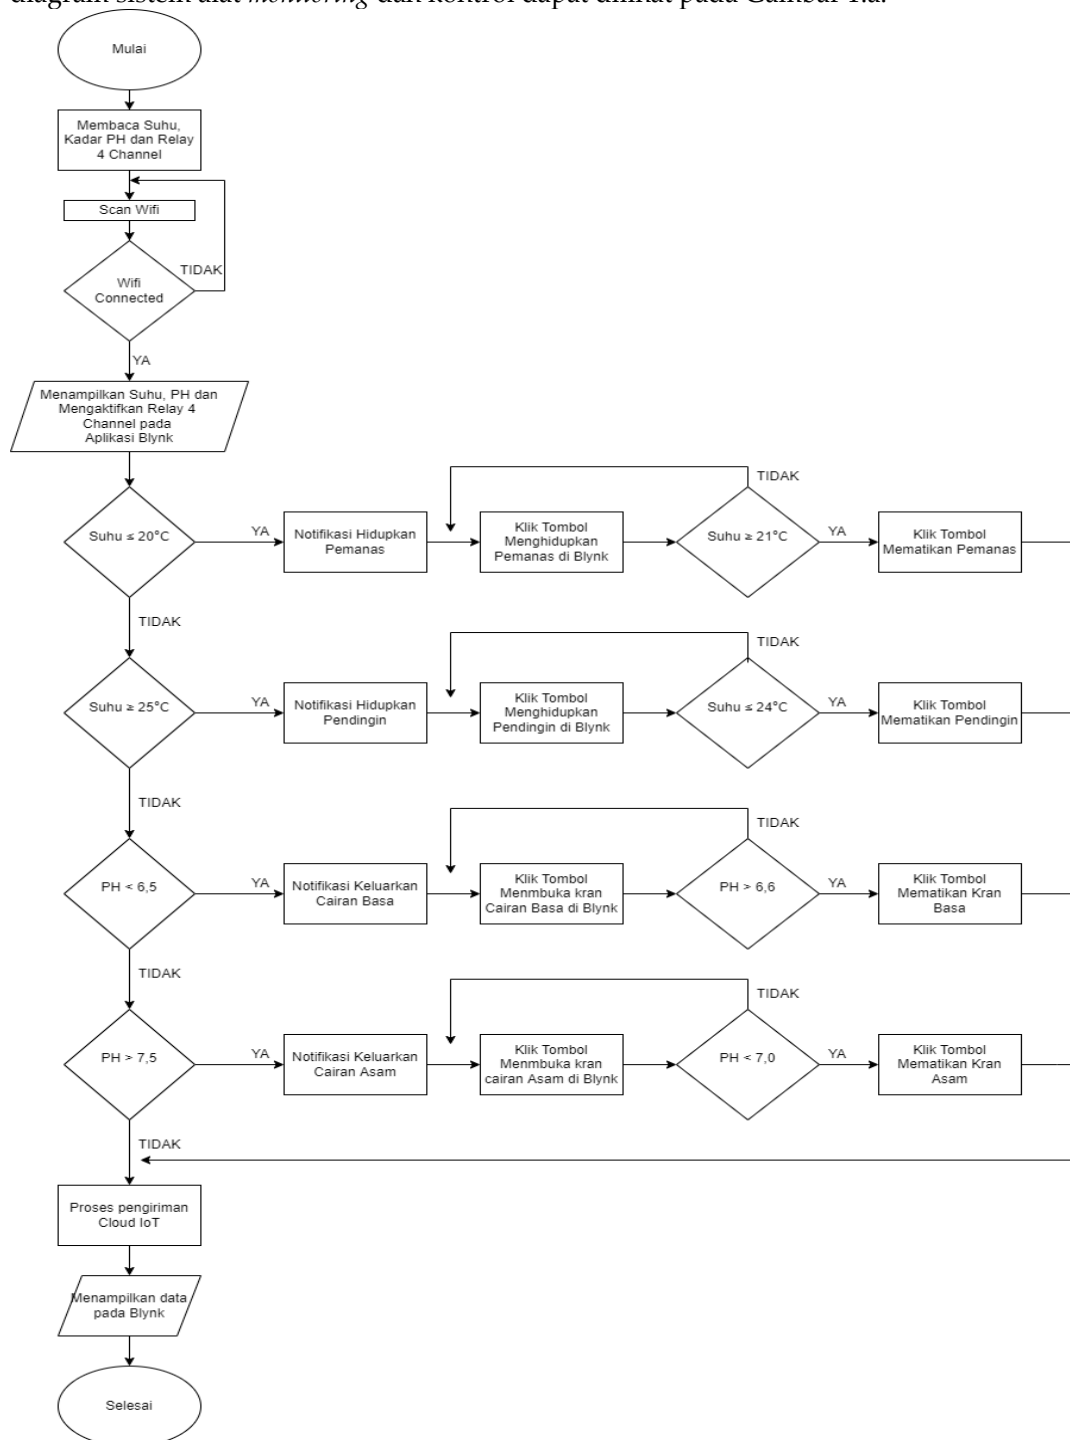 diagram sistem alat monitoring dan kontrol dapat dilihat pada Gambar 1.a.
Mulai
Membaca Suhu,
Kadar PH dan Relay
4 Channel
Scan Wifi
TIDAK
Wifi
Connected
YA
Menampilkan Suhu, PH dan
Mengaktifkan Relay 4
Channel pada
Aplikasi Blynk
Suhu ≤ 20°C
YA
Notifikasi Hidupkan
Pemanas
Klik Tombol
Menghidupkan
Pemanas di Blynk
TIDAK
Suhu ≥ 21°C
YA
Klik Tombol
Mematikan Pemanas
TIDAK
Suhu ≥ 25°C
YA
Notifikasi Hidupkan
Pendingin
Klik Tombol
Menghidupkan
Pendingin di Blynk
TIDAK
Suhu ≤ 24°C
YA
Klik Tombol
Mematikan Pendingin
TIDAK
PH < 6,5
YA
Notifikasi Keluarkan
Cairan Basa
Klik Tombol
Menmbuka kran
Cairan Basa di Blynk
TIDAK
PH > 6,6
YA
Klik Tombol
Mematikan Kran
Basa
TIDAK
PH > 7,5
YA
Notifikasi Keluarkan
Cairan Asam
Klik Tombol
Menmbuka kran
cairan Asam di Blynk
TIDAK
PH < 7,0
YA
Klik Tombol
Mematikan Kran
Asam
TIDAK
Proses pengiriman
Cloud IoT
Menampilkan data
pada Blynk
Selesai